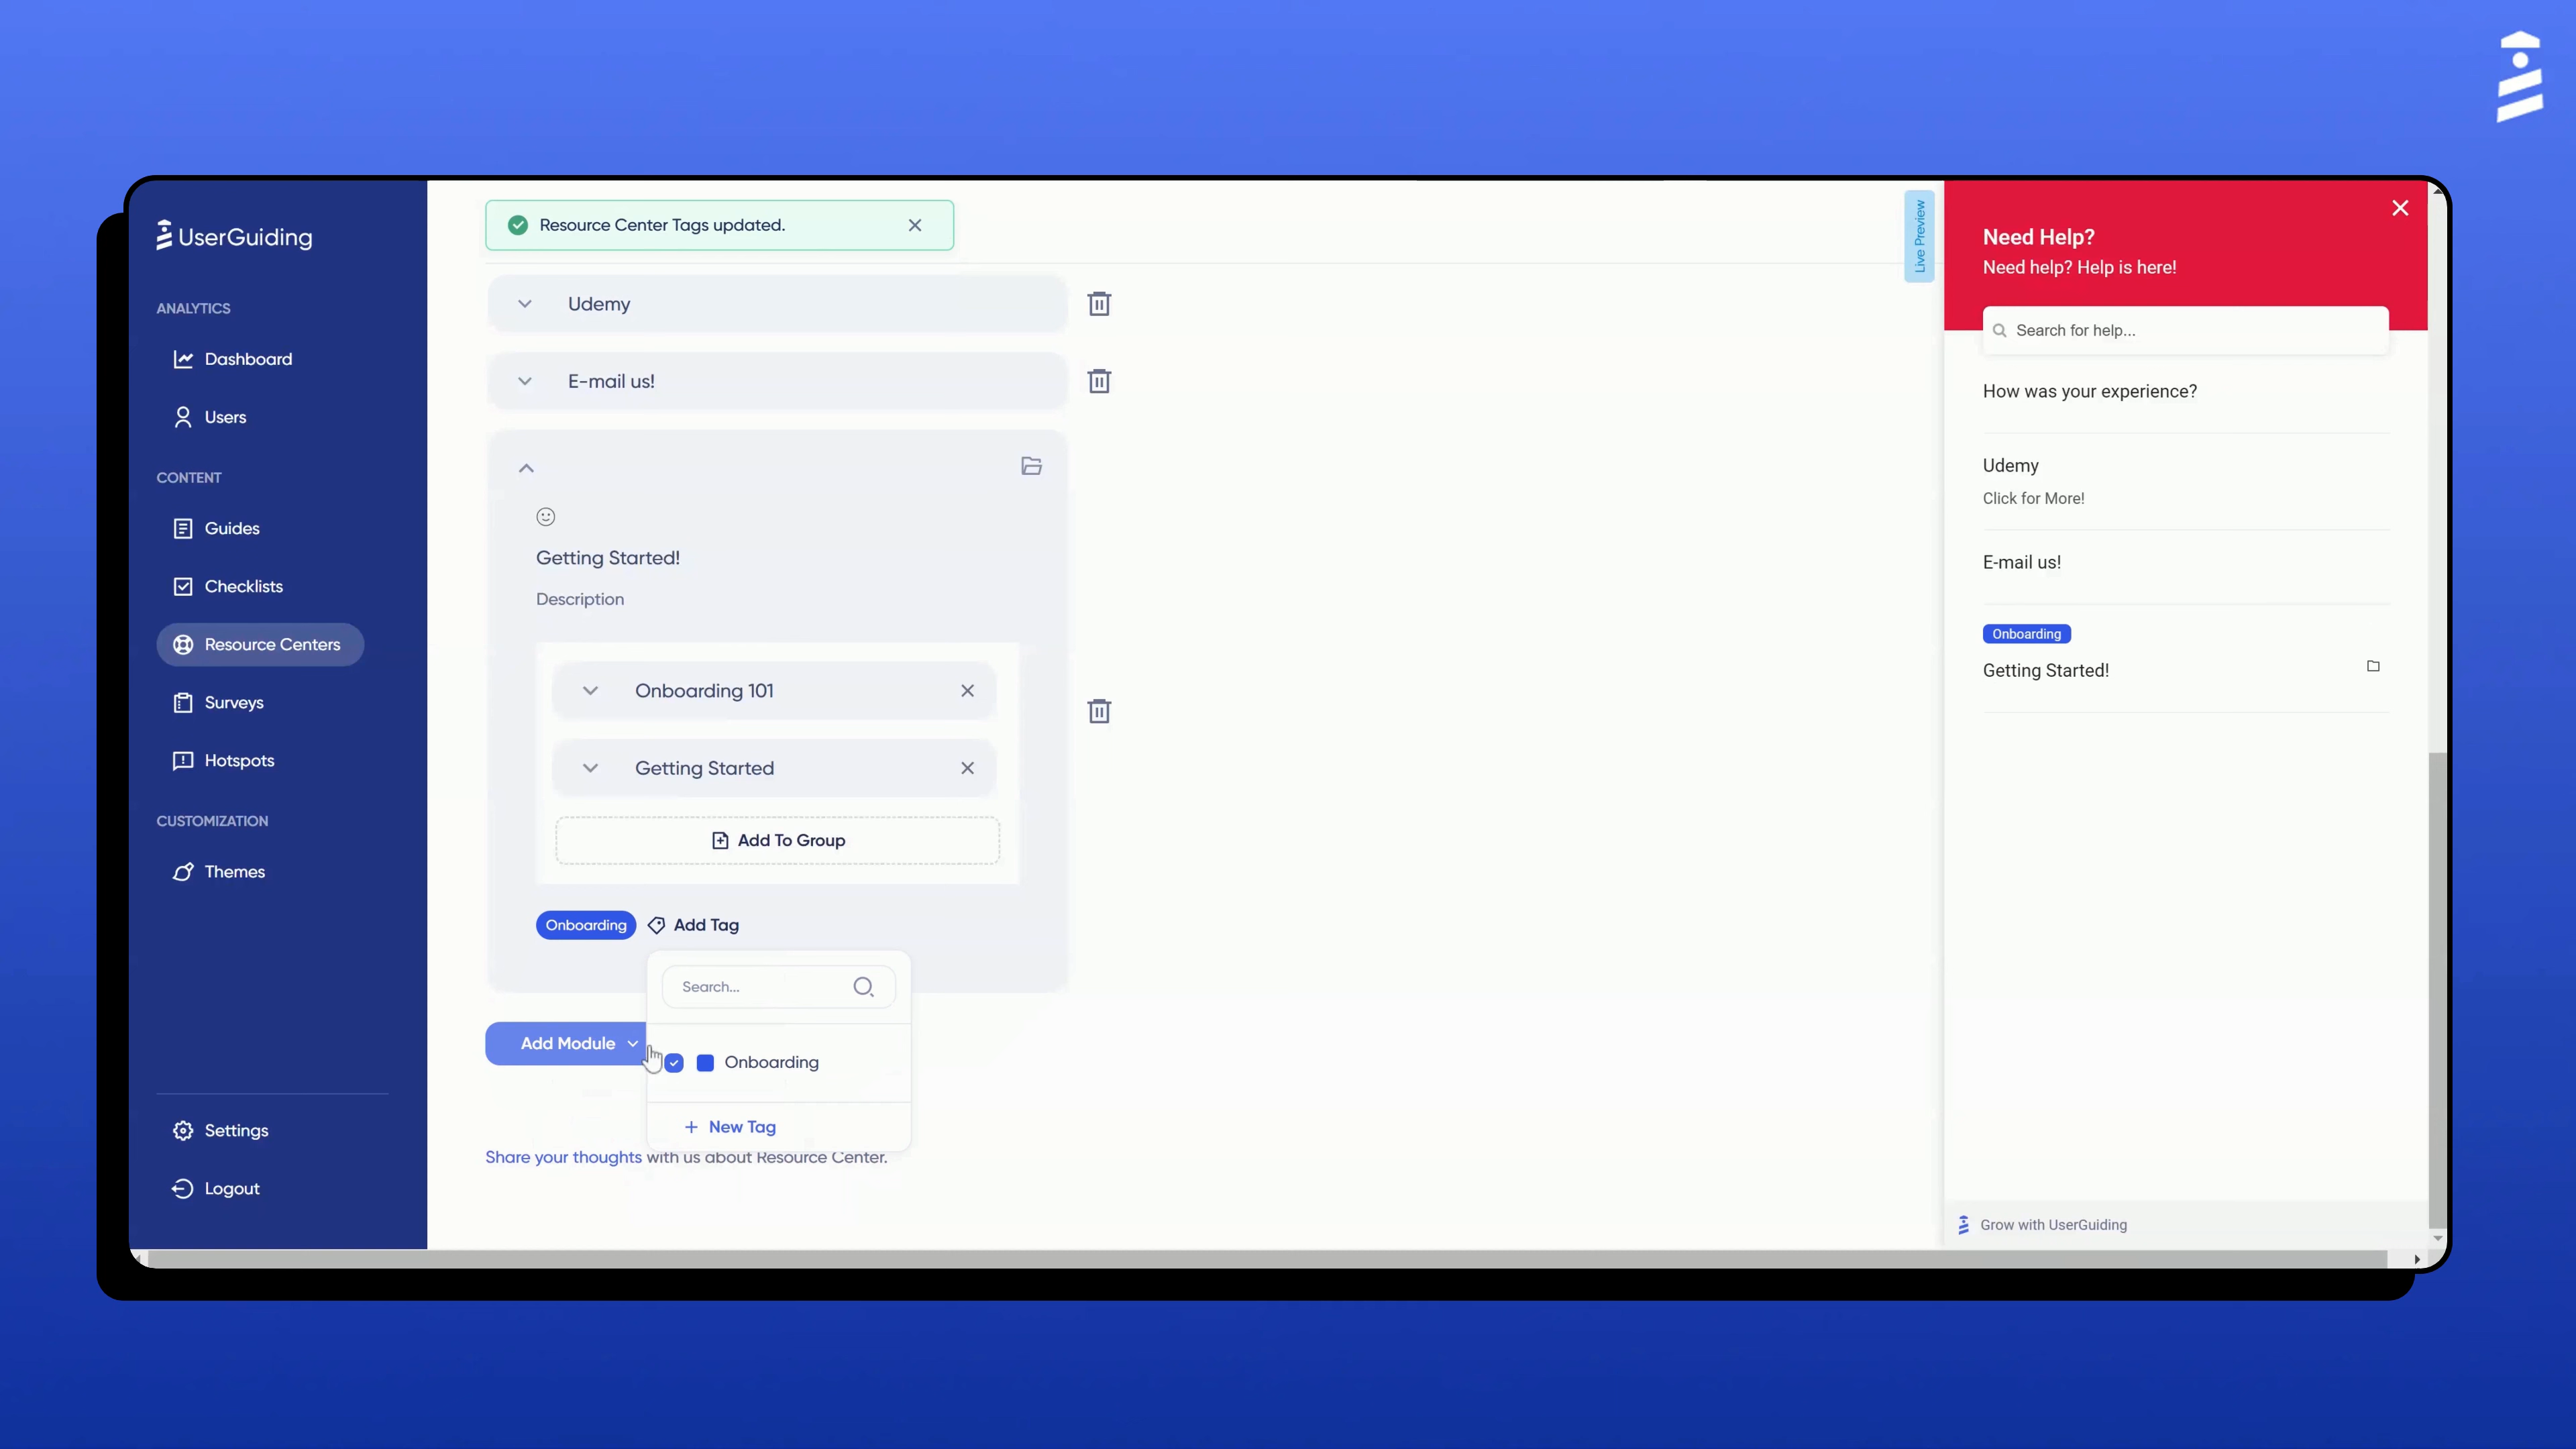 UserGuiding
ANALYTICS
Dashboard
Users
CONTENT
Guides
Checklists
Resource Centers
Surveys
Hotspots
CUSTOMIZATION
Themes
Settings
Logout
Resource Center Tags updated.
Udemy
E-mail us!
Getting Started!
Description
Onboarding 101
Getting Started
Add To Group
Onboarding
Add Tag
Search...
Add Module
Onboarding
New Tag
Share your thoughts with us about Resource Center.
Live Preview
Need Help?
Need help? Help is here!
Search for help...
How was your experience?
Udemy
Click for More!
E-mail us!
Onboarding
Getting Started!
Grow with UserGuiding